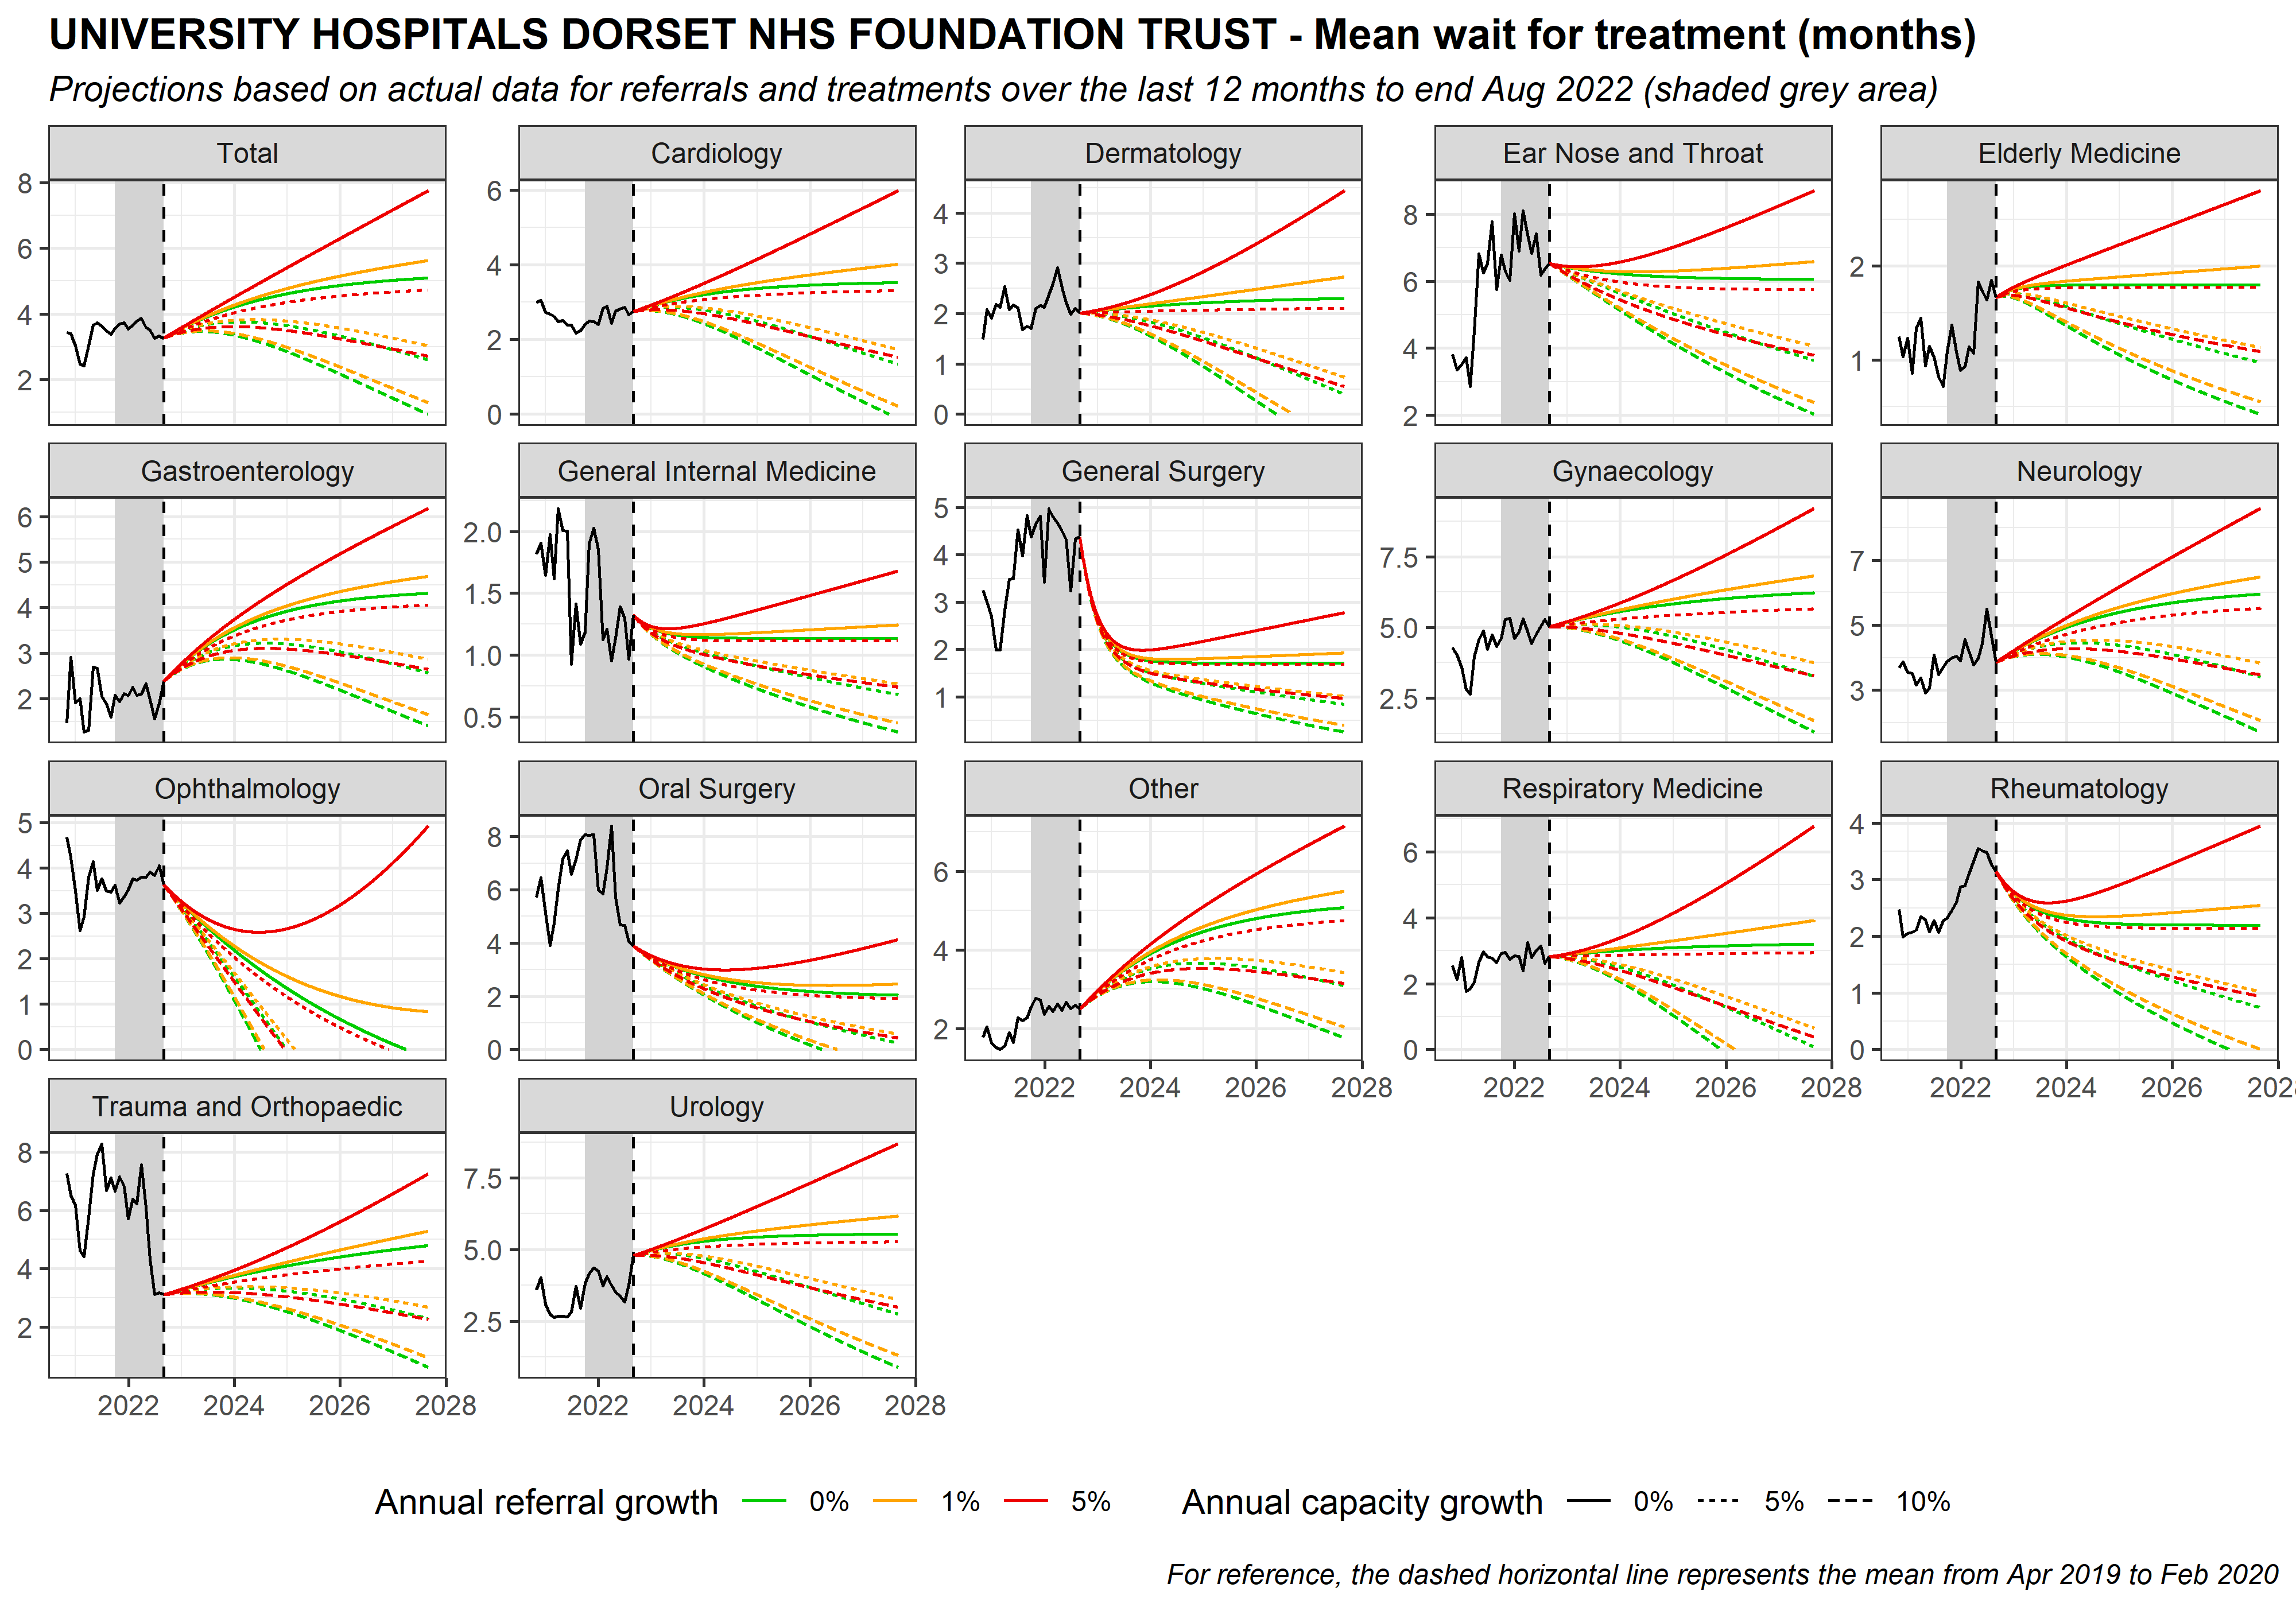 UNIVERSITY HOSPITALS DORSET NHS FOUNDATION TRUST - Mean wait for treatment (months)
Projections based on actual data for referrals and treatments over the last 12 months to end Aug 2022 (shaded grey area)
Total
Cardiology
Dermatology
Ear Nose and Throat
Elderly Medicine
8
6
4
2
6
4
2
0
4
3
2
1
0
8
6
4
2
2
1
Gastroenterology
General Internal Medicine
General Surgery
Gynaecology
Neurology
6
5
4
3
2
2.0
1.5
1.0
0.5
5
4
3
2
1
7.5
5.0
2.5
7
5
3
Ophthalmology
Oral Surgery
Other
Respiratory Medicine
Rheumatology
5
4
3
2
1
0
8
6
4
2
0
6
4
2
6
4
2
0
4
3
2
1
0
2022 2024 2026 2028
2022 2024 2026 2028
2022 2024 2026 202
Trauma and Orthopaedic
Urology
8
6
4
2
7.5
5.0
2.5
2022 2024 2026 2028
2022 2024 2026 2028
Annual referral growth 0% 1% 5% Annual capacity growth 0% 5% 10%
For reference, the dashed horizontal line represents the mean from Apr 2019 to Feb 2020